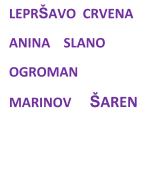 LEPRŠAVO CRVENA
ANINA SLANO
OGROMAN
MARINOV ŠAREN